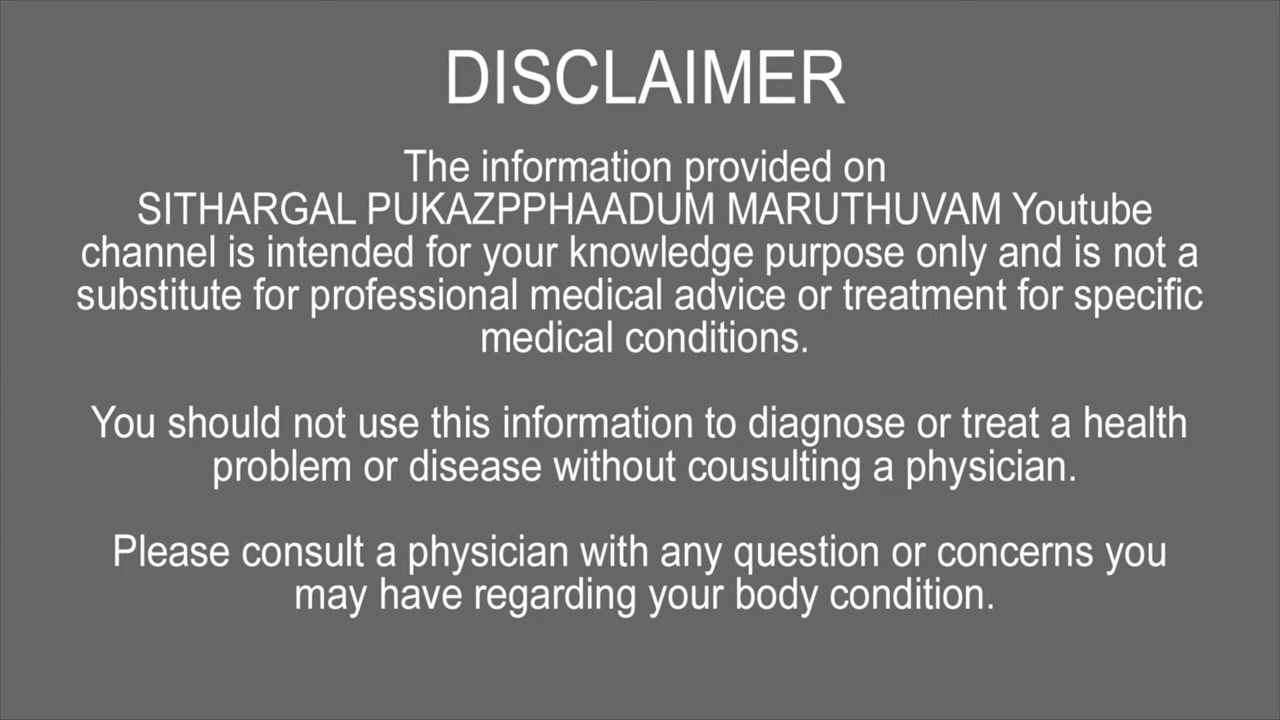 DISCLAIMER
The information provided on
SITHARGAL PUKAZPPHAADUM MARUTHUVAM Youtube
channel is intended for your knowledge purpose only and is not a
substitute for professional medical advice or treatment for specific
medical conditions.
You should not use this information to diagnose or treat a health
problem or disease without cousulting a physician.
Please consult a physician with any question or concerns you
may have regarding your body condition.